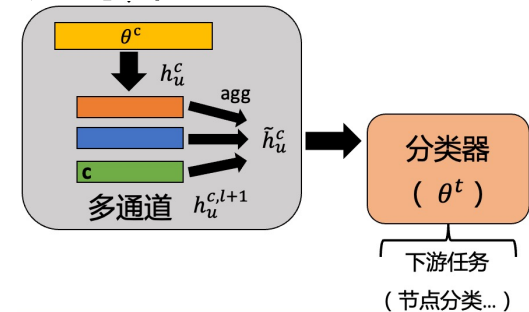 θ^c
h_u^c
agg
h̃_u^c
c
多通道 h_u^{c,l+1}
分类器
（ θ^t ）
下游任务
（节点分类...）